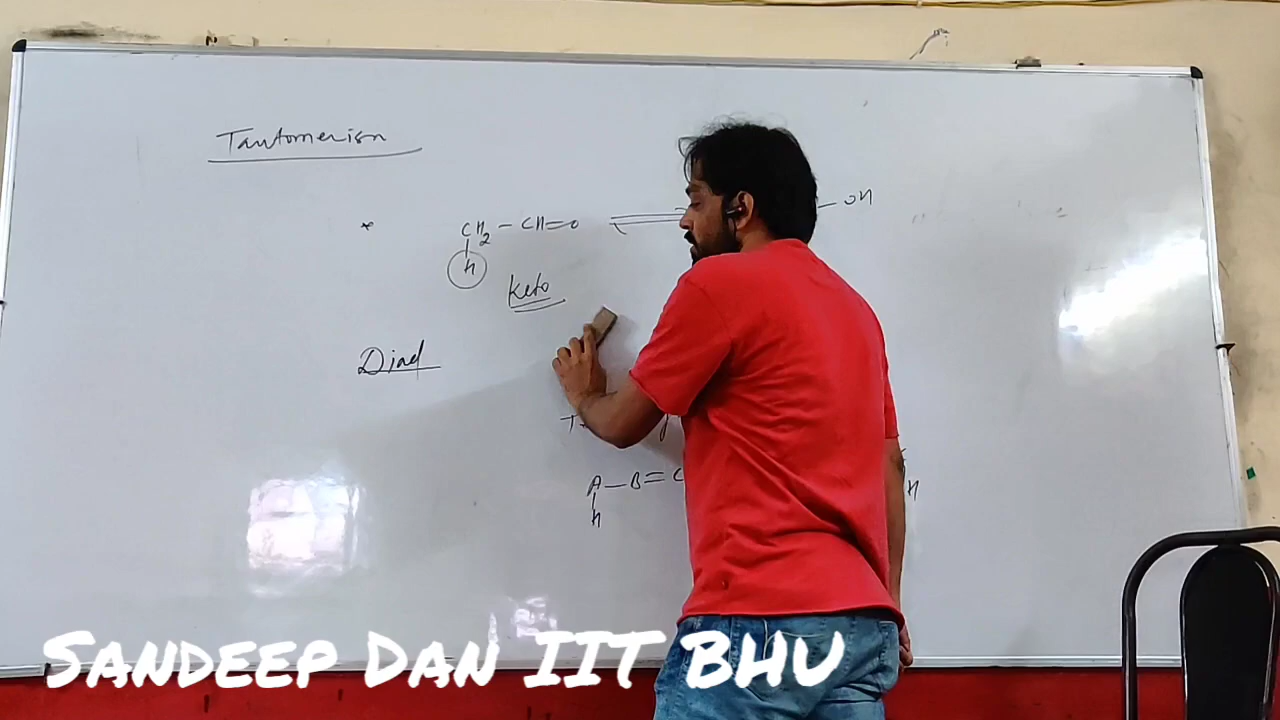 Tautomerism
* CH2 - CH=O -OH
H
Keto
Diad
A-B=C
H H
SANDEEP DAN IIT BHU